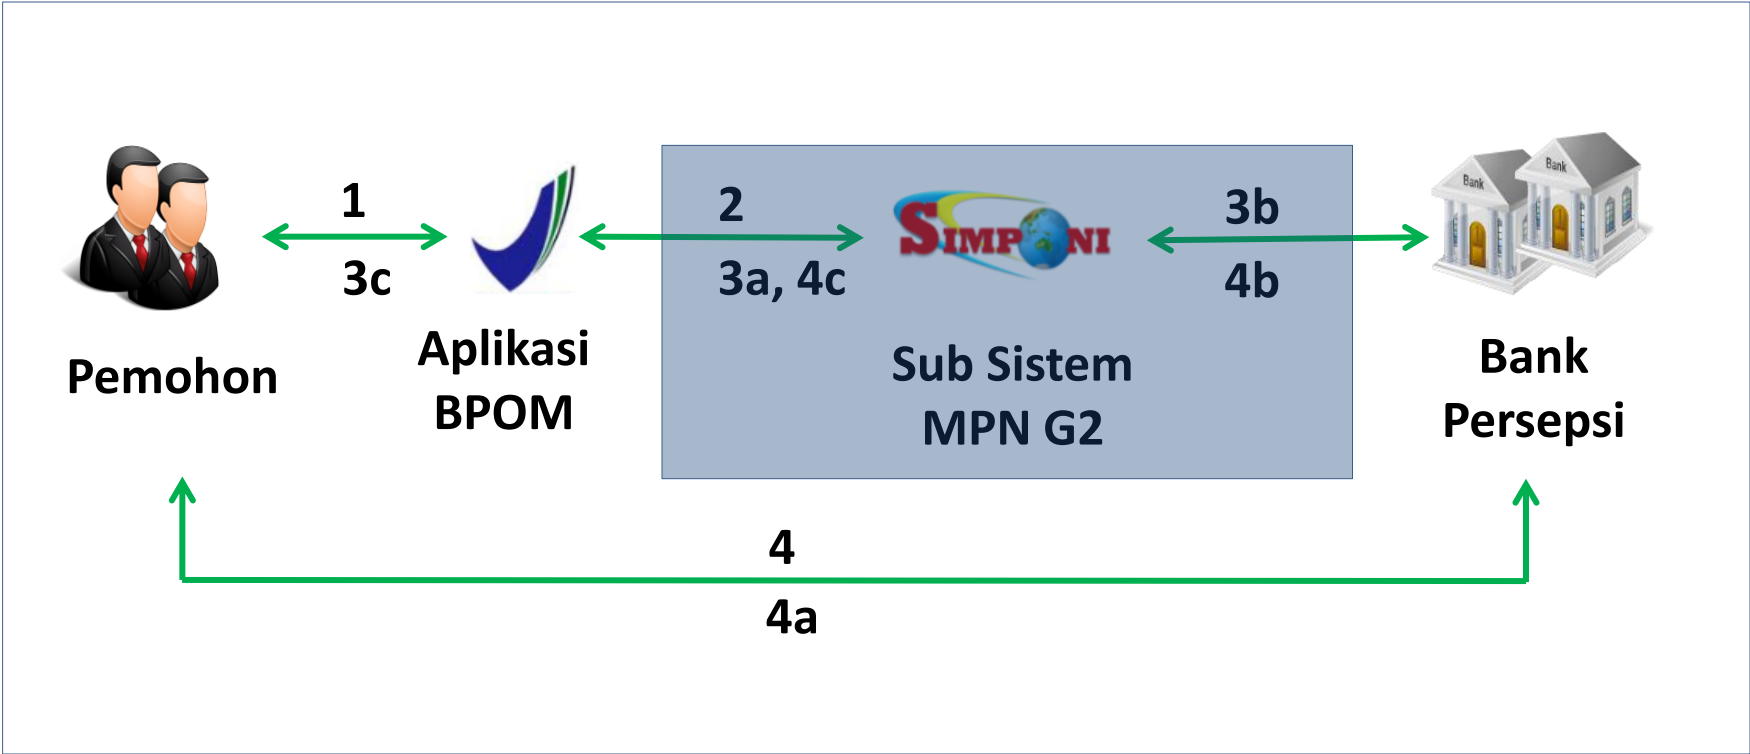 1
3c
2
3a, 4c
SIMPONI
3b
4b
Bank
Bank
Pemohon
Aplikasi
BPOM
Sub Sistem
MPN G2
Bank
Persepsi
4
4a